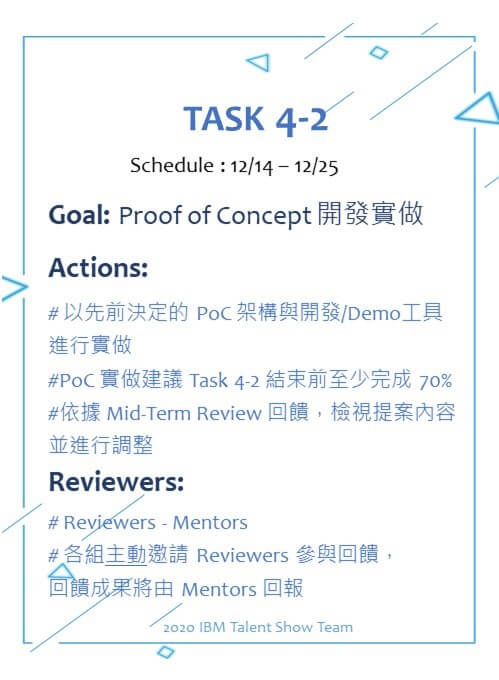 TASK 4-2
Schedule : 12/14 – 12/25
Goal: Proof of Concept 開發實做
Actions:
# 以先前決定的 PoC 架構與開發/Demo工具
進行實做
#PoC 實做建議 Task 4-2 結束前至少完成 70%
#依據 Mid-Term Review 回饋，檢視提案內容
並進行調整
Reviewers:
# Reviewers - Mentors
# 各組主動邀請 Reviewers 參與回饋，
回饋成果將由 Mentors 回報
2020 IBM Talent Show Team